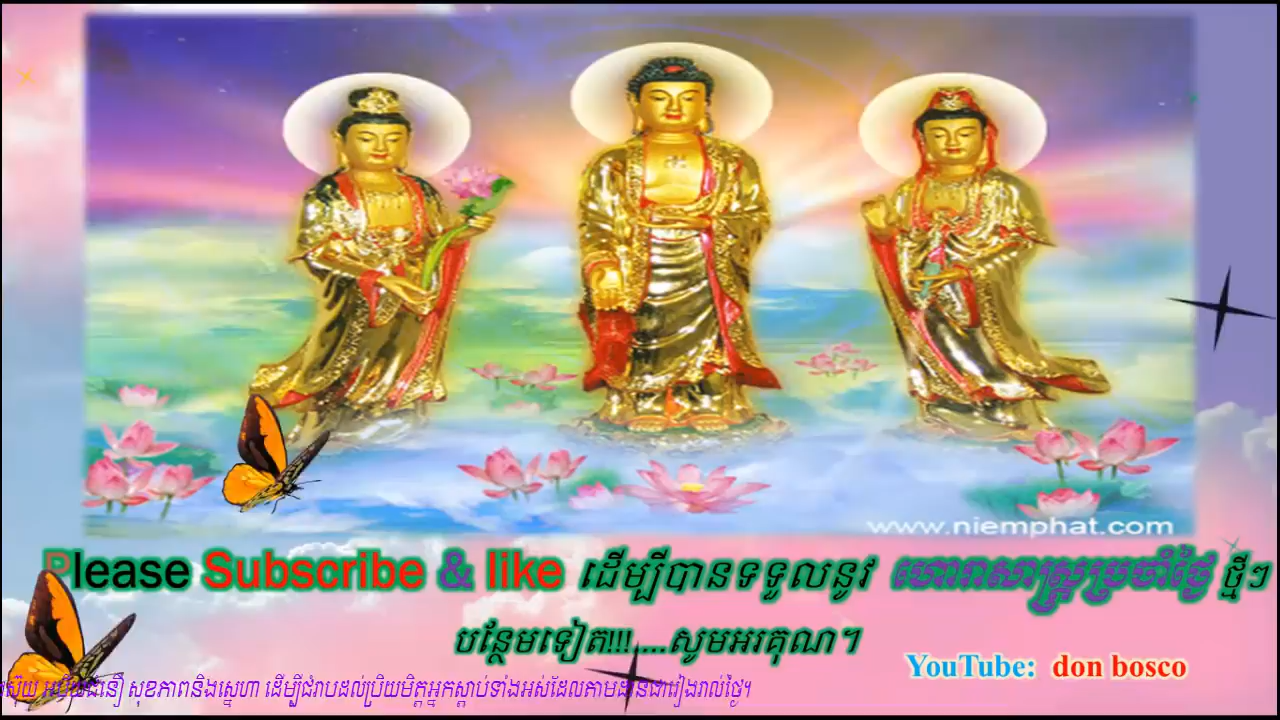 www.niemphat.com
Please Subscribe & like ដើម្បីបានទទួលនូវ ហោរាសាស្ត្រប្រចាំថ្ងៃ ថ្មីៗ
បន្ថែមទៀត!!!....សូមអរគុណ។
YouTube: don bosco
សុខភាពនិងស្នេហា ដើម្បីជំរាបដល់ប្រិយមិត្តអ្នកស្តាប់ទាំងអស់ដែលតាមដានជារៀងរាល់ថ្ងៃ។